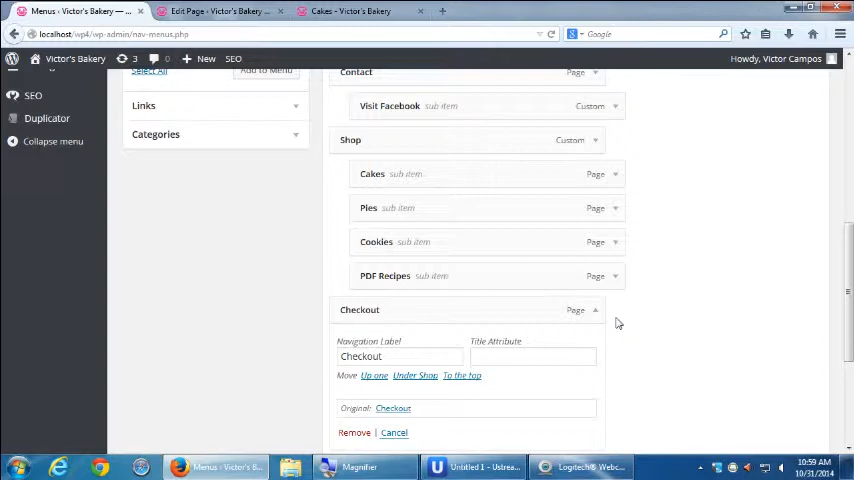 Menus ‹ Victor's Bakery —...
Edit Page ‹ Victor's Bakery ...
Cakes - Victor's Bakery
localhost/wp4/wp-admin/nav-menus.php
Google
Victor's Bakery
3
0
New
SEO
Howdy, Victor Campos
Select All
Add to Menu
Contact
Page
SEO
Links
Visit Facebook sub item
Custom
Duplicator
Categories
Shop
Custom
Collapse menu
Cakes sub item
Page
Pies sub item
Page
Cookies sub item
Page
PDF Recipes sub item
Page
Checkout
Page
Navigation Label
Title Attribute
Checkout
Move Up one Under Shop To the top
Original: Checkout
Remove | Cancel
Menus ‹ Victor's B...
Magnifier
Untitled 1 - Ustrea...
Logitech® Webc...
10:59 AM
10/31/2014